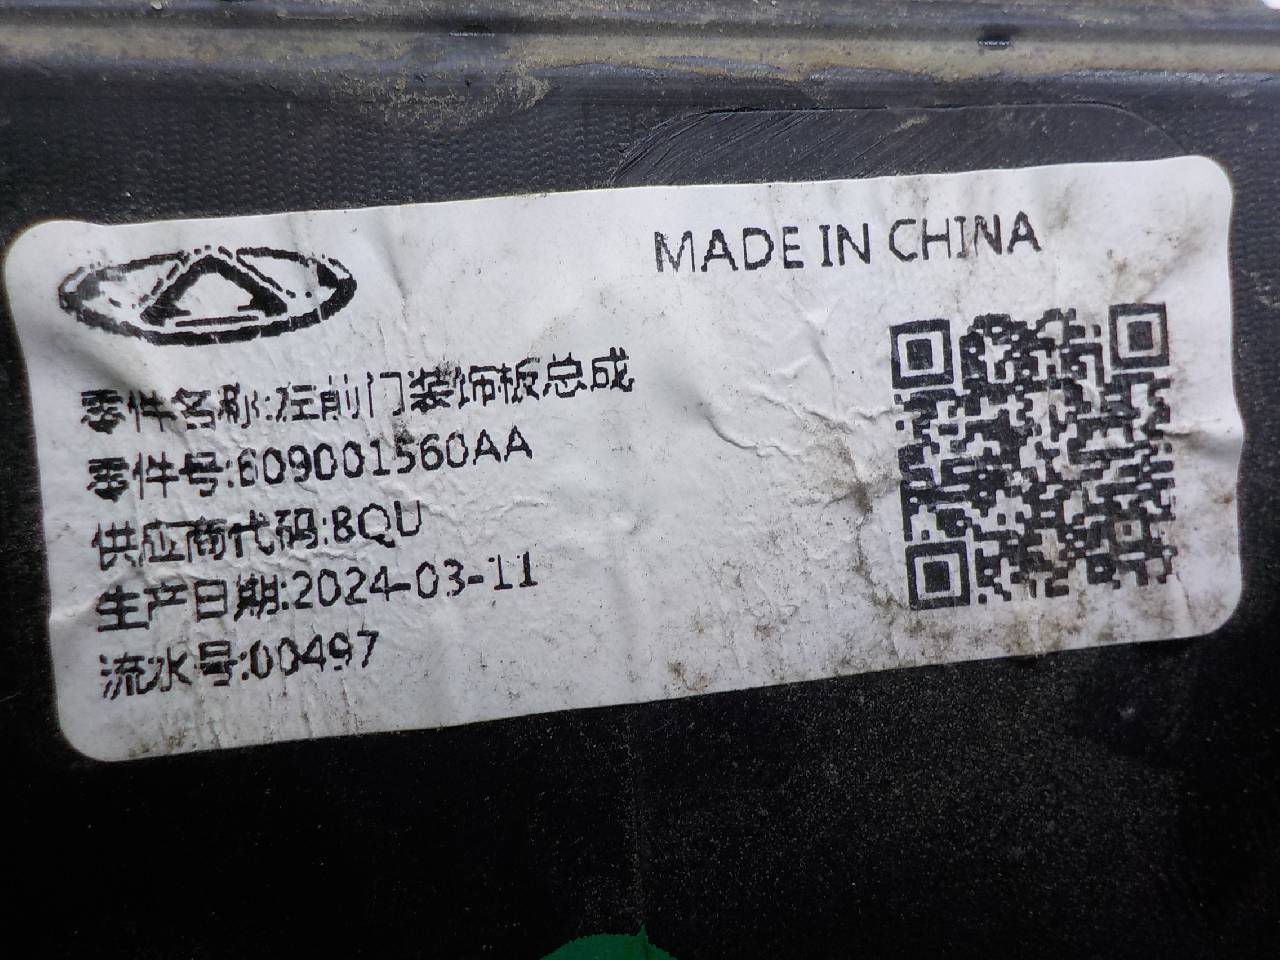 MADE IN CHINA
零件名称:左前门装饰板总成
零件号:609001560AA
供应商代码:BQU
生产日期:2024-03-11
流水号:00497